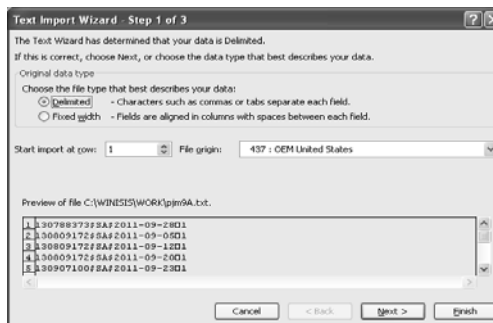 Text Import Wizard - Step 1 of 3
The Text Wizard has determined that your data is Delimited.
If this is correct, choose Next, or choose the data type that best describes your data.
Original data type
Choose the file type that best describes your data:
Delimited - Characters such as commas or tabs separate each field.
Fixed width - Fields are aligned in columns with spaces between each field.
Start import at row: 1 File origin: 437 : OEM United States
Preview of file C:\WINISIS\WORK\pjm9A.txt.
1 130788373#SA#2011-09-28□1
2 130809172#SA#2011-09-05□1
3 130809172#SA#2011-09-12□1
4 130809172#SA#2011-09-20□1
5 130907100#SA#2011-09-23□1
Cancel < Back Next > Finish